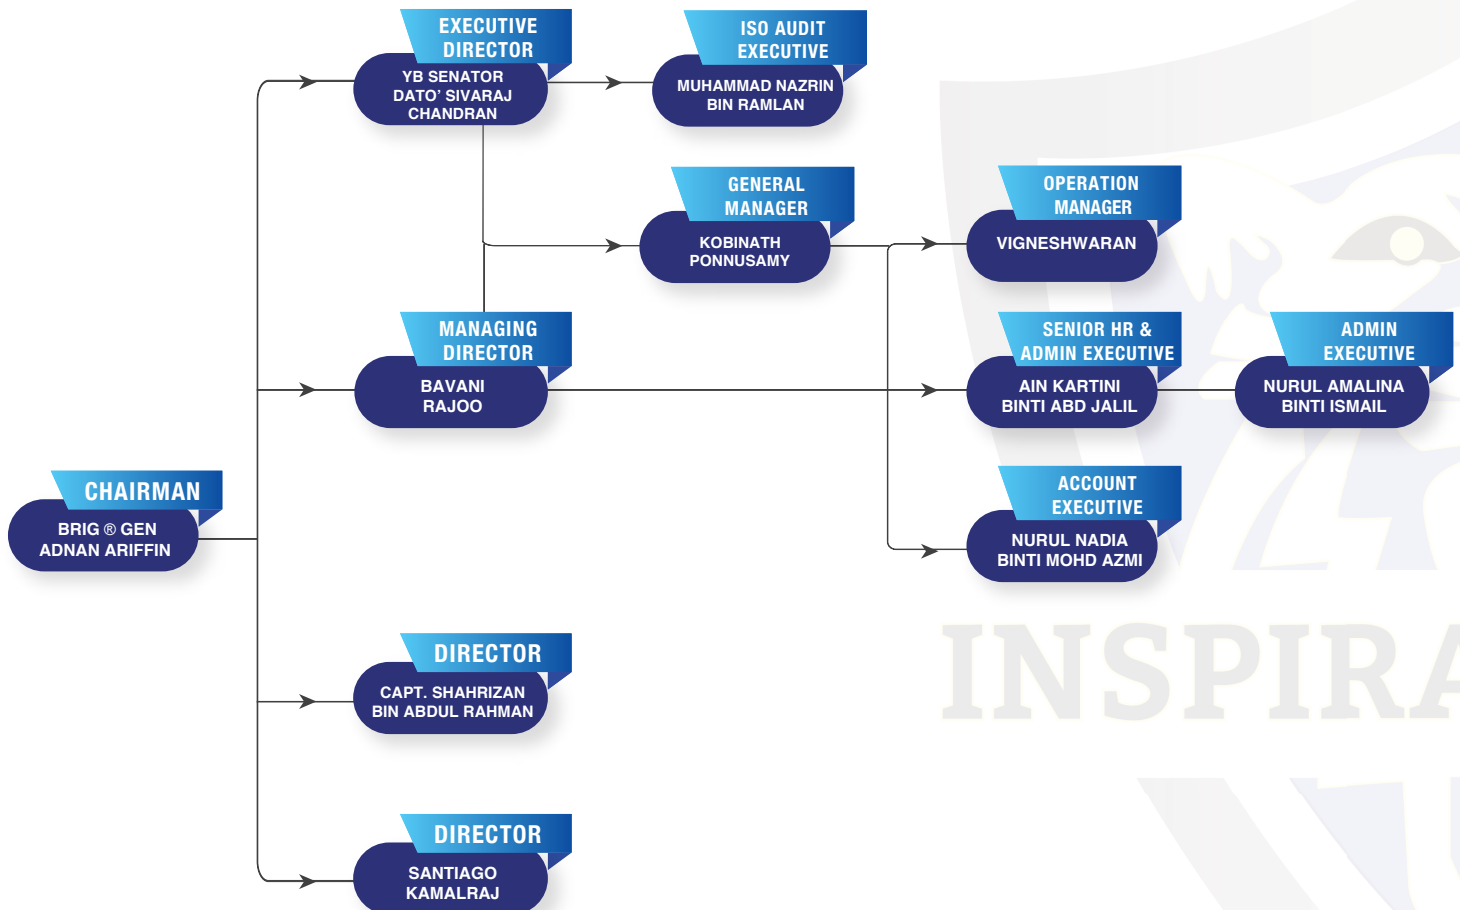 EXECUTIVE
DIRECTOR
YB SENATOR
DATO’ SIVARAJ
CHANDRAN
ISO AUDIT
EXECUTIVE
MUHAMMAD NAZRIN
BIN RAMLAN
GENERAL
MANAGER
KOBINATH
PONNUSAMY
OPERATION
MANAGER
VIGNESHWARAN
MANAGING
DIRECTOR
BAVANI
RAJOO
SENIOR HR &
ADMIN EXECUTIVE
AIN KARTINI
BINTI ABD JALIL
ADMIN
EXECUTIVE
NURUL AMALINA
BINTI ISMAIL
CHAIRMAN
BRIG ® GEN
ADNAN ARIFFIN
ACCOUNT
EXECUTIVE
NURUL NADIA
BINTI MOHD AZMI
DIRECTOR
CAPT. SHAHRIZAN
BIN ABDUL RAHMAN
DIRECTOR
SANTIAGO
KAMALRAJ
INSPIRA